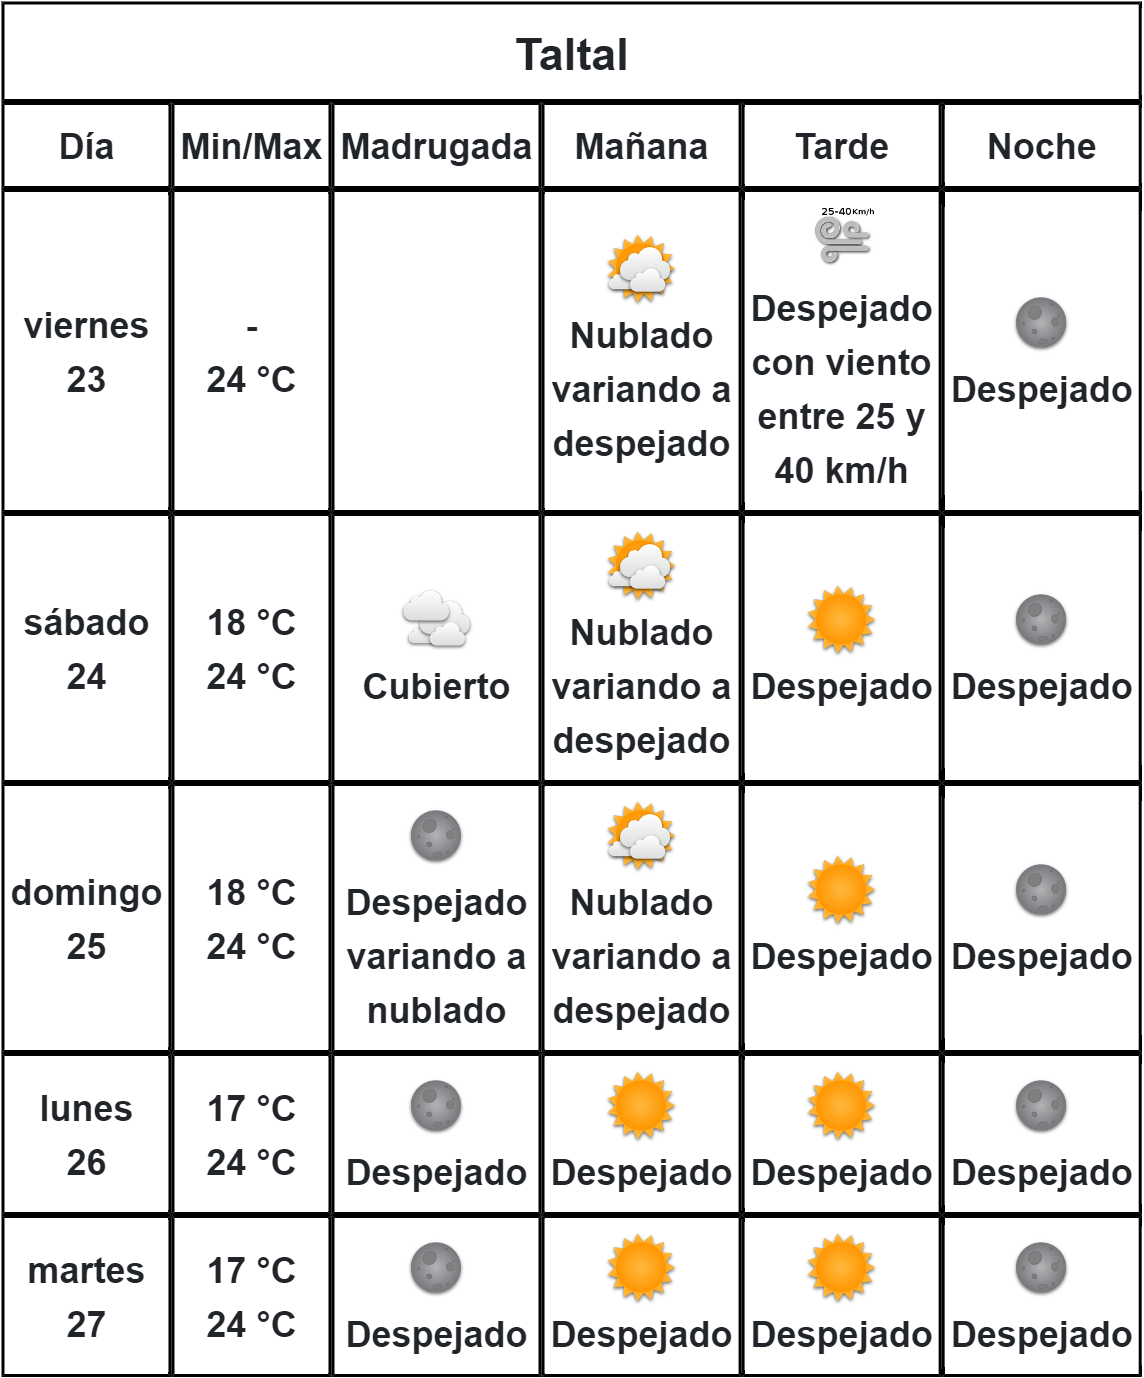 Taltal
Día Min/Max Madrugada Mañana Tarde Noche
viernes
23
-
24 °C
Nublado
variando a
despejado
25-40Km/h
Despejado
con viento
entre 25 y
40 km/h
Despejado
sábado
24
18 °C
24 °C
Cubierto
Nublado
variando a
despejado
Despejado
Despejado
domingo
25
18 °C
24 °C
Despejado
variando a
nublado
Nublado
variando a
despejado
Despejado
Despejado
lunes
26
17 °C
24 °C
Despejado
Despejado
Despejado
Despejado
martes
27
17 °C
24 °C
Despejado
Despejado
Despejado
Despejado